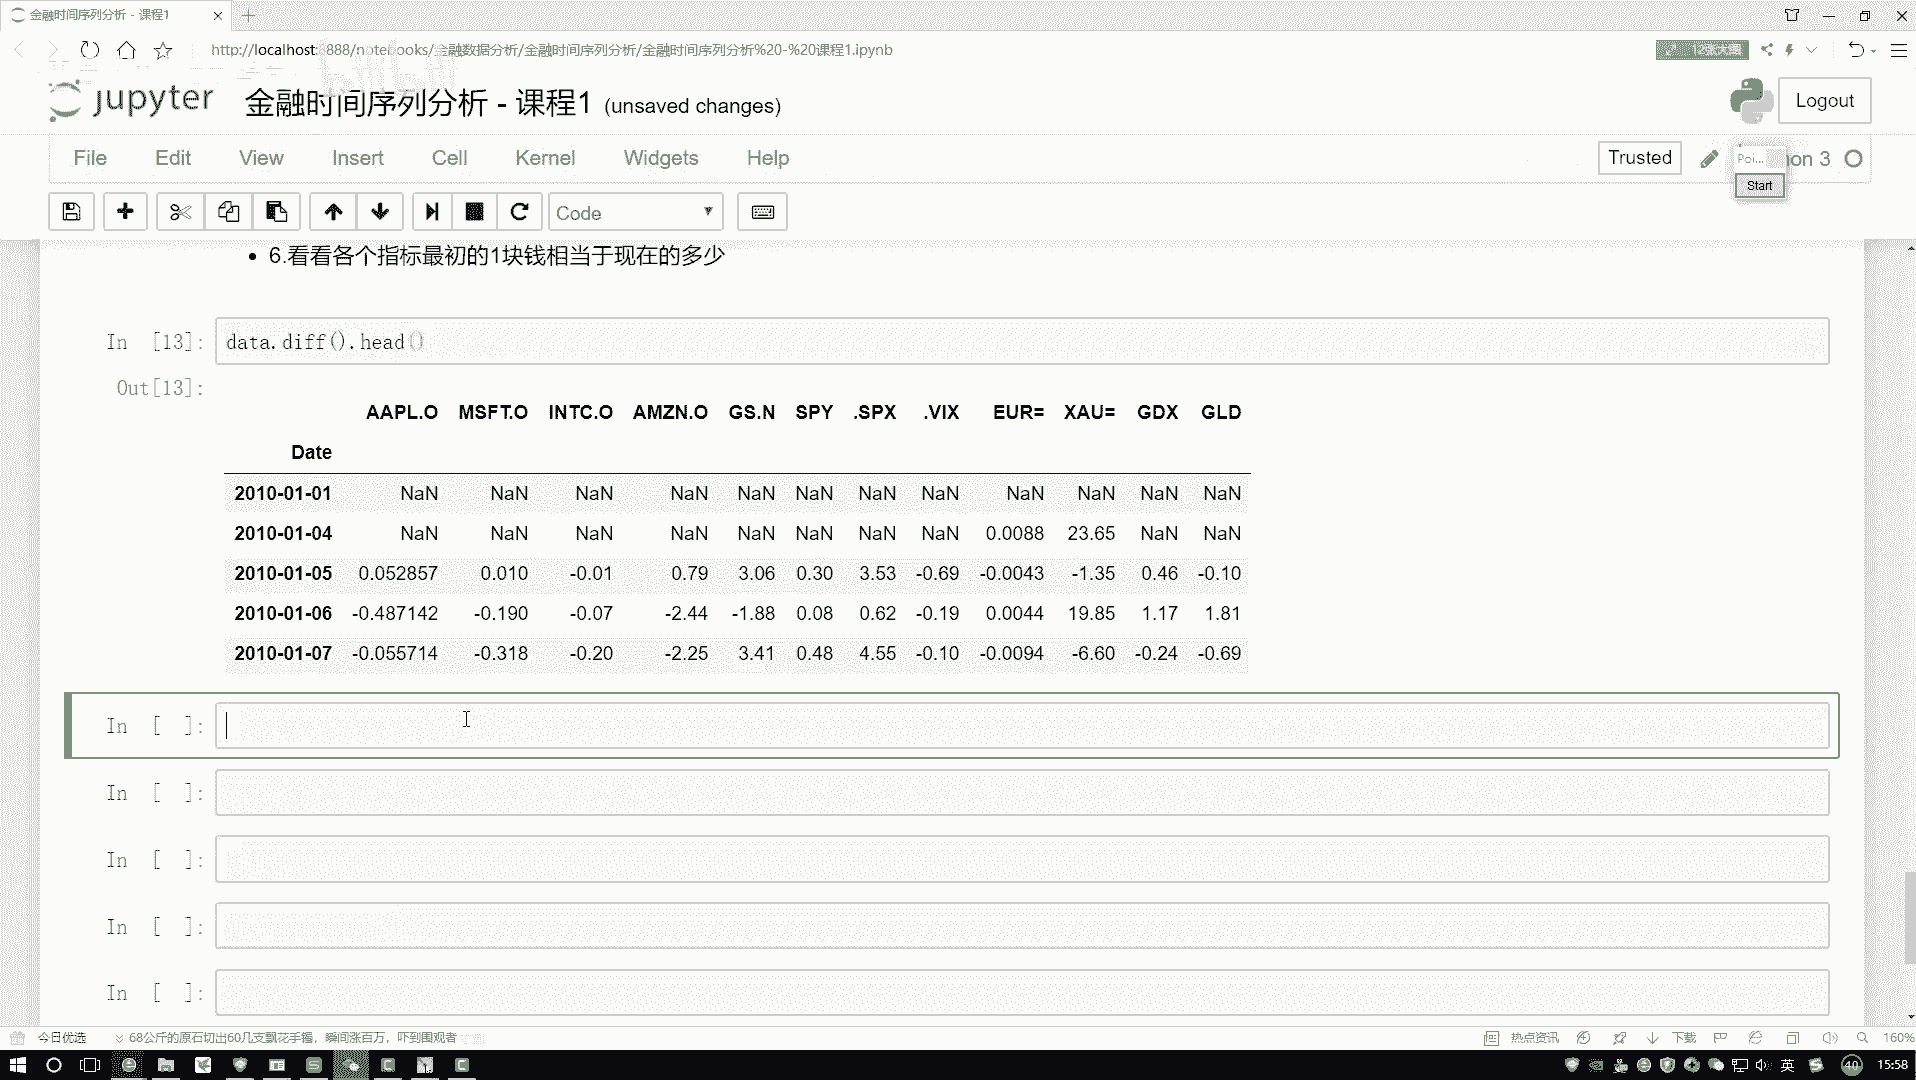 金融时间序列分析 - 课程1
http://localhost:8888/notebooks/金融数据分析/金融时间序列分析/金融时间序列分析%20-%20课程1.ipynb
12张大图
jupyter 金融时间序列分析 - 课程1 (unsaved changes)
Logout
File Edit View Insert Cell Kernel Widgets Help
Trusted
Poi...
Start
Code
6.看看各个指标最初的1块钱相当于现在的多少
In [13]: data.diff().head()
Out[13]:
AAPL.O MSFT.O INTC.O AMZN.O GS.N SPY .SPX .VIX EUR= XAU= GDX GLD
Date
2010-01-01 NaN NaN NaN NaN NaN NaN NaN NaN NaN NaN NaN NaN
2010-01-04 NaN NaN NaN NaN NaN NaN NaN NaN 0.0088 23.65 NaN NaN
2010-01-05 0.052857 0.010 -0.01 0.79 3.06 0.30 3.53 -0.69 -0.0043 -1.35 0.46 -0.10
2010-01-06 -0.487142 -0.190 -0.07 -2.44 -1.88 0.08 0.62 -0.19 0.0044 19.85 1.17 1.81
2010-01-07 -0.055714 -0.318 -0.20 -2.25 3.41 0.48 4.55 -0.10 -0.0094 -6.60 -0.24 -0.69
In [ ]:
In [ ]:
In [ ]:
In [ ]:
In [ ]:
今日优选 68公斤的原石切出60几支飘花手镯，瞬间涨百万，吓到围观者
热点资讯 下载 160%
英 40 15:58